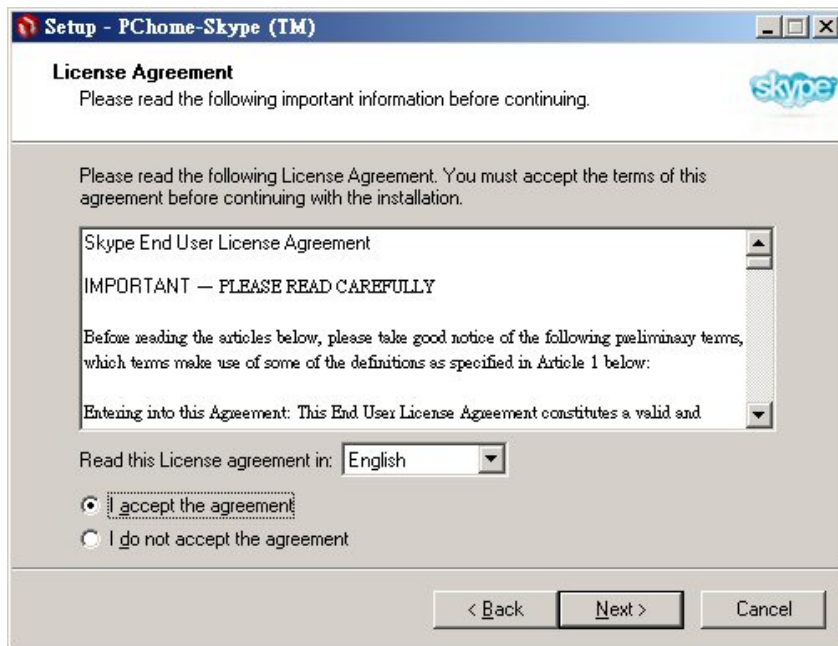 Setup - PChome-Skype (TM)
License Agreement
Please read the following important information before continuing.
skype
Please read the following License Agreement. You must accept the terms of this
agreement before continuing with the installation.
Skype End User License Agreement
IMPORTANT — PLEASE READ CAREFULLY
Before reading the articles below, please take good notice of the following preliminary terms,
which terms make use of some of the definitions as specified in Article 1 below:
Entering into this Agreement: This End User License Agreement constitutes a valid and
Read this License agreement in: English
I accept the agreement
I do not accept the agreement
< Back Next > Cancel